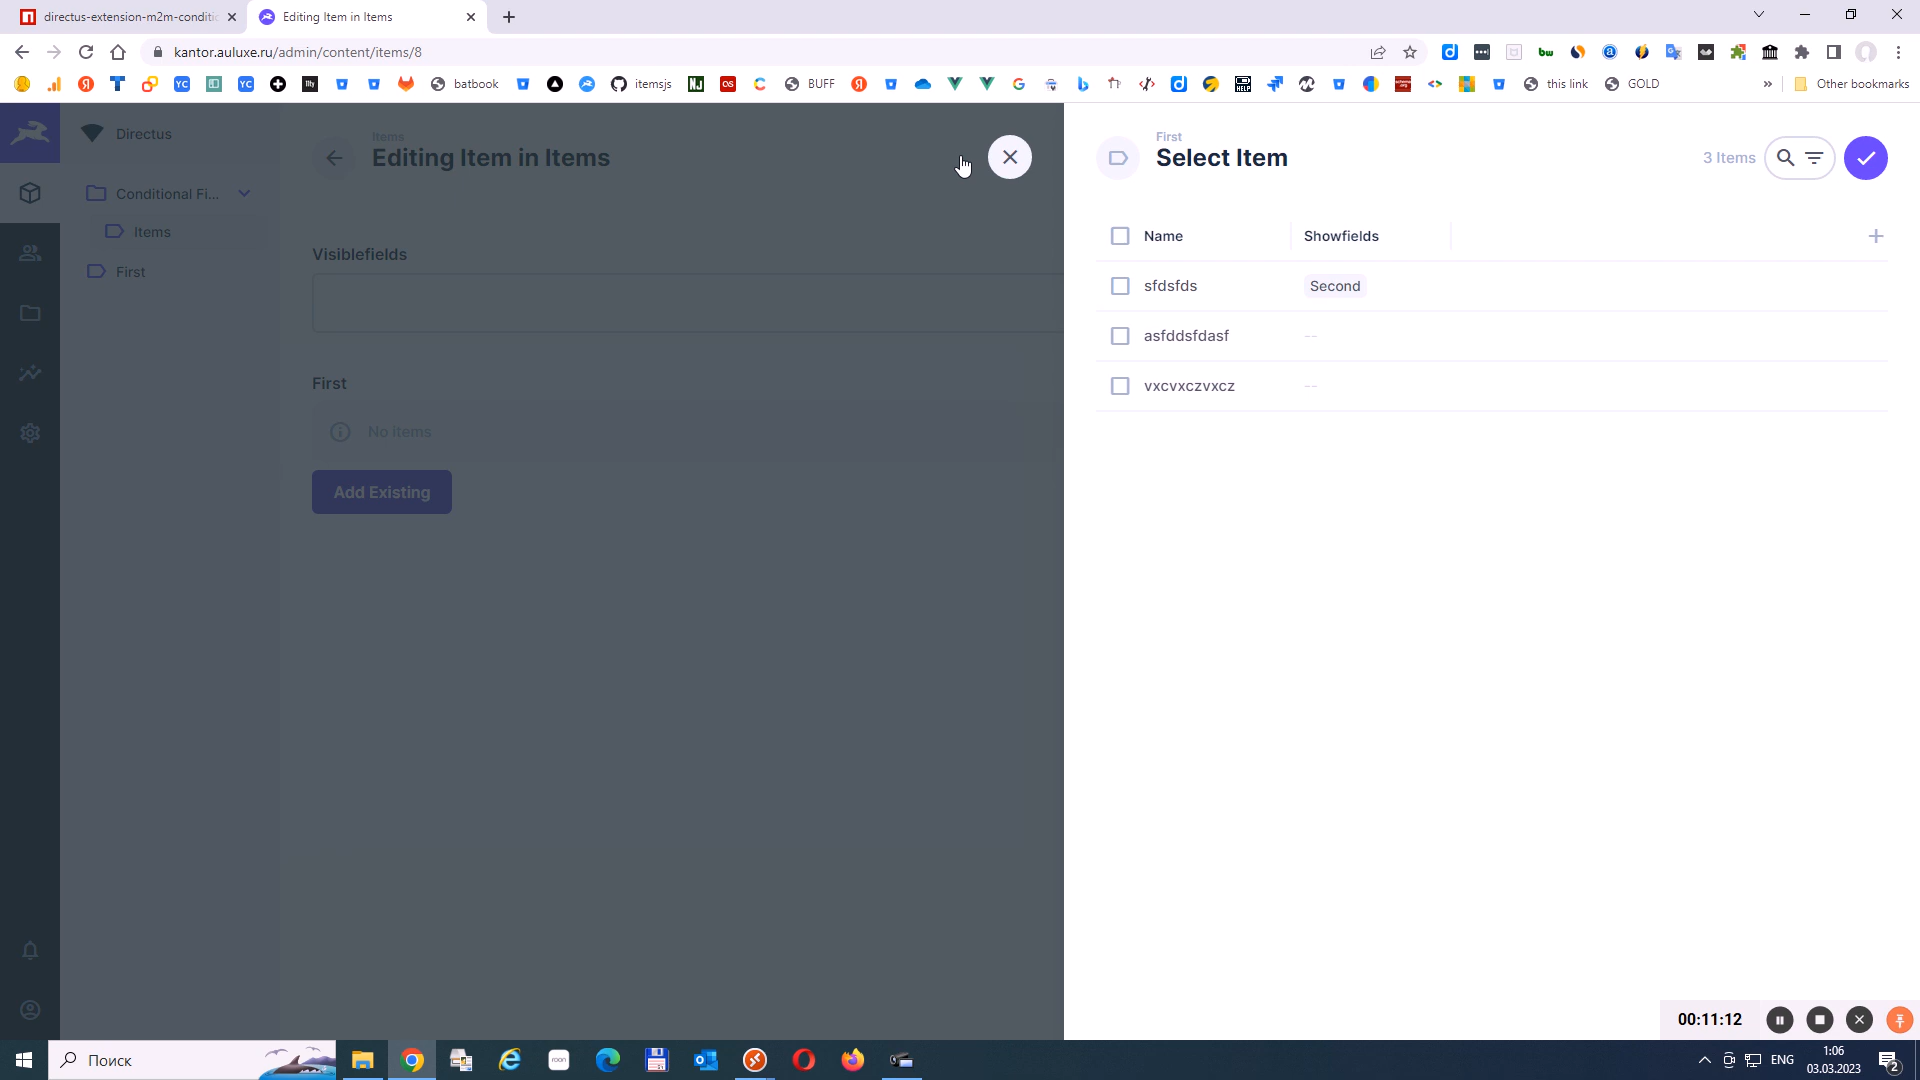 directus-extension-m2m-conditi
Editing Item in Items
kantor.auluxe.ru/admin/content/items/8
batbook
itemsjs
BUFF
this link
GOLD
»
Other bookmarks
Directus
Conditional Fi...
Items
First
Items
Editing Item in Items
Visiblefields
First
No items
Add Existing
First
Select Item
3 Items
Name
Showfields
sfdsfds
Second
asfddsfdasf
--
vxcvxczvxcz
--
00:11:12
Поиск
ENG
1:06
03.03.2023
2